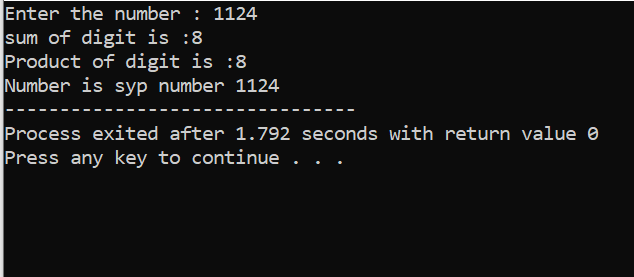 Enter the number : 1124
sum of digit is :8
Product of digit is :8
Number is syp number 1124
--------------------------------
Process exited after 1.792 seconds with return value 0
Press any key to continue . . .